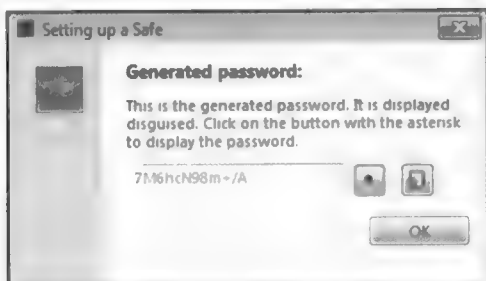 Setting up a Safe
Generated password:
This is the generated password. It is displayed
disguised. Click on the button with the asterisk
to display the password.
7M6hcN98m+/A
OK